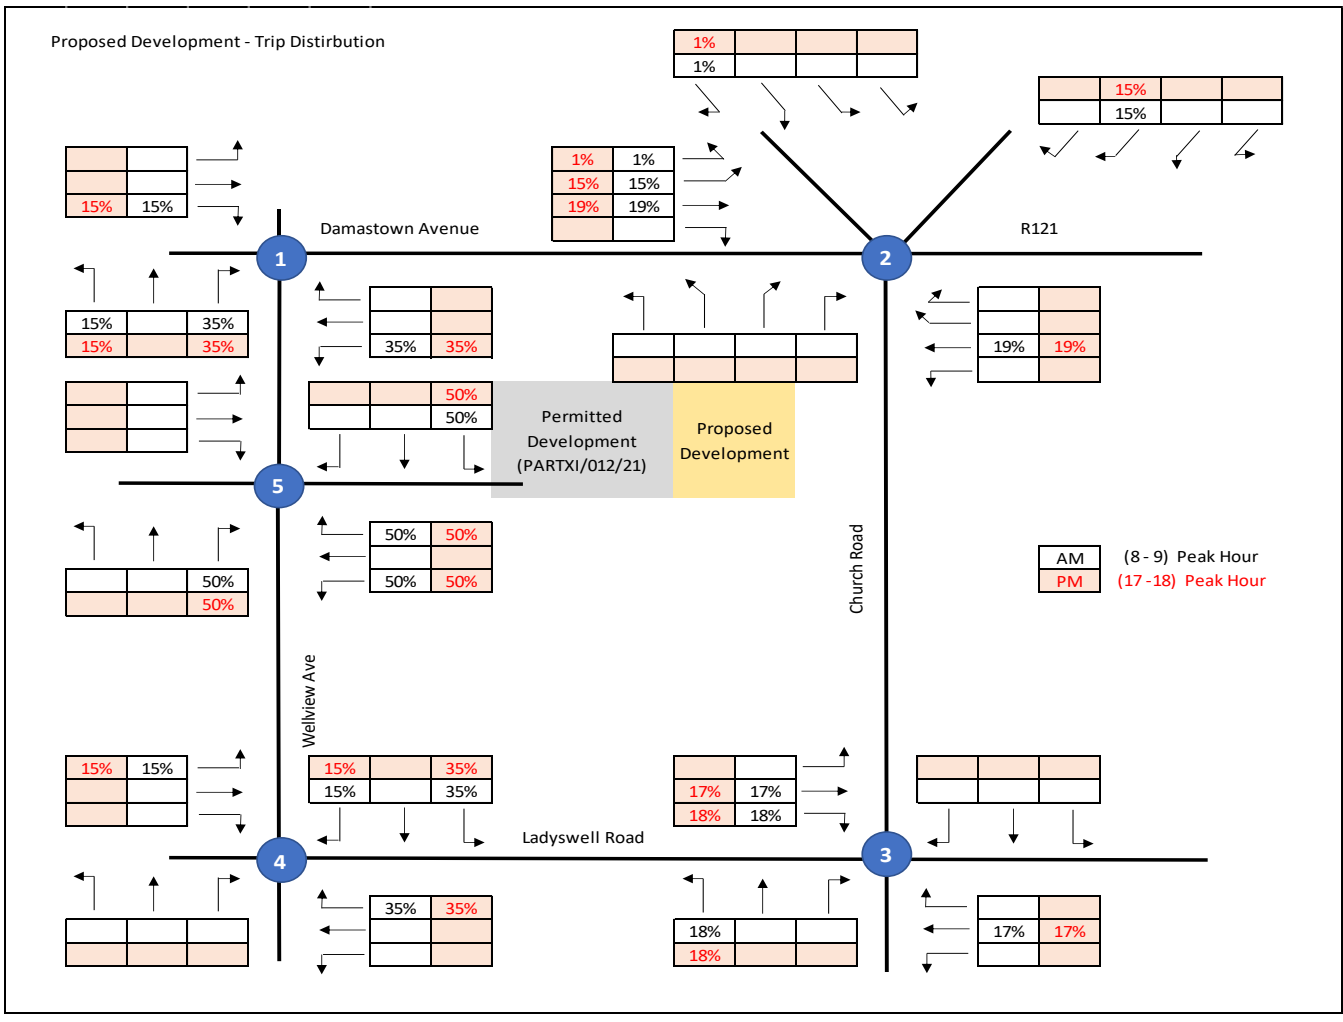 Proposed Development - Trip Distirbution
1%
1%
15%
15%
1% 1%
15% 15%
19% 19%
15% 15%
Damastown Avenue
R121
1
2
15% 35%
15% 35%
35% 35%
19% 19%
50%
50%
Permitted
Development
(PARTXI/012/21)
Proposed
Development
5
50% 50%
50% 50%
50%
50%
Church Road
AM (8 - 9) Peak Hour
PM (17 -18) Peak Hour
Wellview Ave
15% 15%
15% 35%
15% 35%
17% 17%
18% 18%
Ladyswell Road
4
3
35% 35%
18%
18%
17% 17%